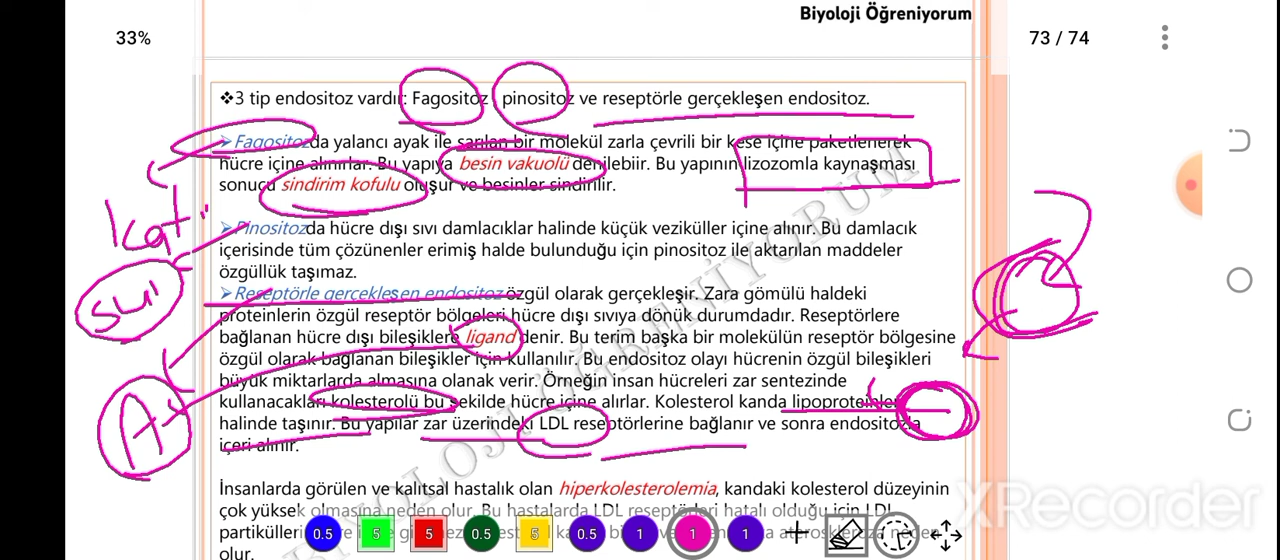 Biyoloji Öğreniyorum
33%
73 / 74
❖3 tip endositoz vardır: Fagositoz, pinositoz ve reseptörle gerçekleşen endositoz.
➢Fagositozda yalancı ayak ile sarılan bir molekül zarla çevrili bir kese içine paketlenerek
hücre içine alınırlar. Bu yapıya besin vakuolü denilebiir. Bu yapının lizozomla kaynaşması
sonucu sindirim kofulu oluşur ve besinler sindirilir.
Katı
➢Pinositozda hücre dışı sıvı damlacıklar halinde küçük veziküller içine alınır. Bu damlacık
içerisinde tüm çözünenler erimiş halde bulunduğu için pinositoz ile aktarılan maddeler
özgüllük taşımaz.
Sıvı
➢Reseptörle gerçekleşen endositoz özgül olarak gerçekleşir. Zara gömülü haldeki
proteinlerin özgül reseptör bölgeleri hücre dışı sıvıya dönük durumdadır. Reseptörlere
bağlanan hücre dışı bileşiklere ligand denir. Bu terim başka bir molekülün reseptör bölgesine
özgül olarak bağlanan bileşikler için kullanılır. Bu endositoz olayı hücrenin özgül bileşikleri
büyük miktarlarda almasına olanak verir. Örneğin insan hücreleri zar sentezinde
kullanacakları kolesterolü bu şekilde hücre içine alırlar. Kolesterol kanda lipoproteinler
halinde taşınır. Bu yapılar zar üzerindeki LDL reseptörlerine bağlanır ve sonra endositozla
içeri alınır.
İnsanlarda görülen ve kalıtsal hastalık olan hiperkolesterolemia, kandaki kolesterol düzeyinin
çok yüksek olmasına neden olur. Bu hastalarda LDL reseptörleri hatalı olduğu için LDL
partikülleri
olur.
0.5 5 5 0.5 5 0.5 1 1 1
BİYOLOJİ ÖĞRENİYORUM
XRecorder